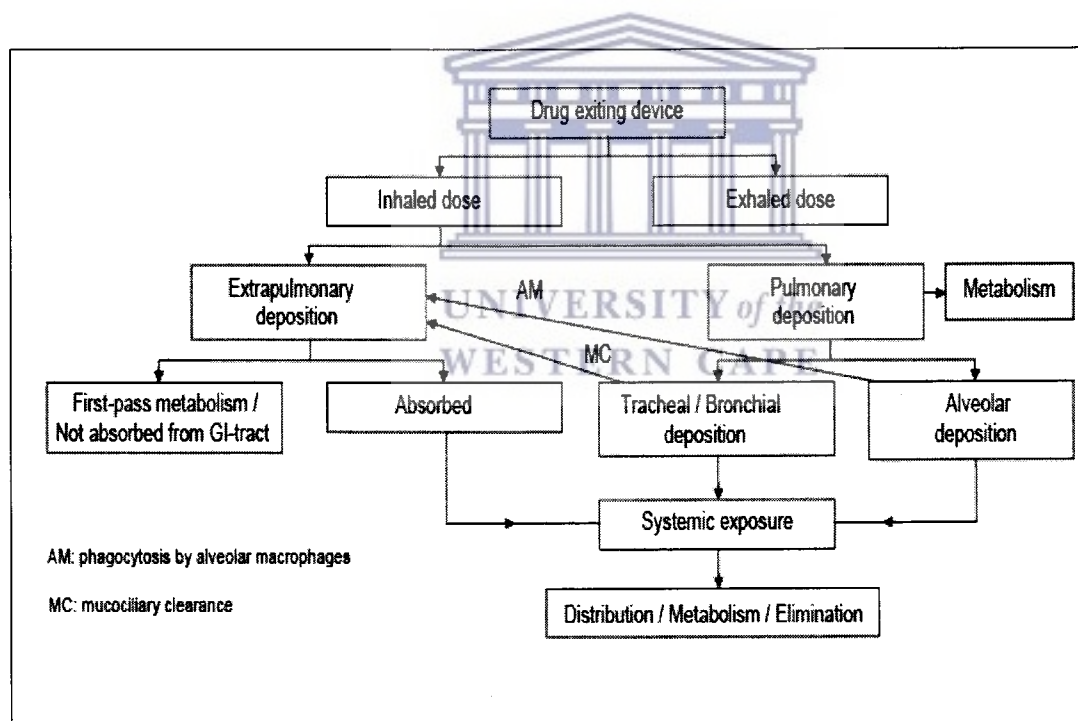 Drug exiting device
Inhaled dose
Exhaled dose
Extrapulmonary
deposition
AM
Pulmonary
deposition
Metabolism
UNIVERSITY of the
WESTERN CAPE
MC
First-pass metabolism /
Not absorbed from GI-tract
Absorbed
Tracheal / Bronchial
deposition
Alveolar
deposition
Systemic exposure
AM: phagocytosis by alveolar macrophages
MC: mucociliary clearance
Distribution / Metabolism / Elimination